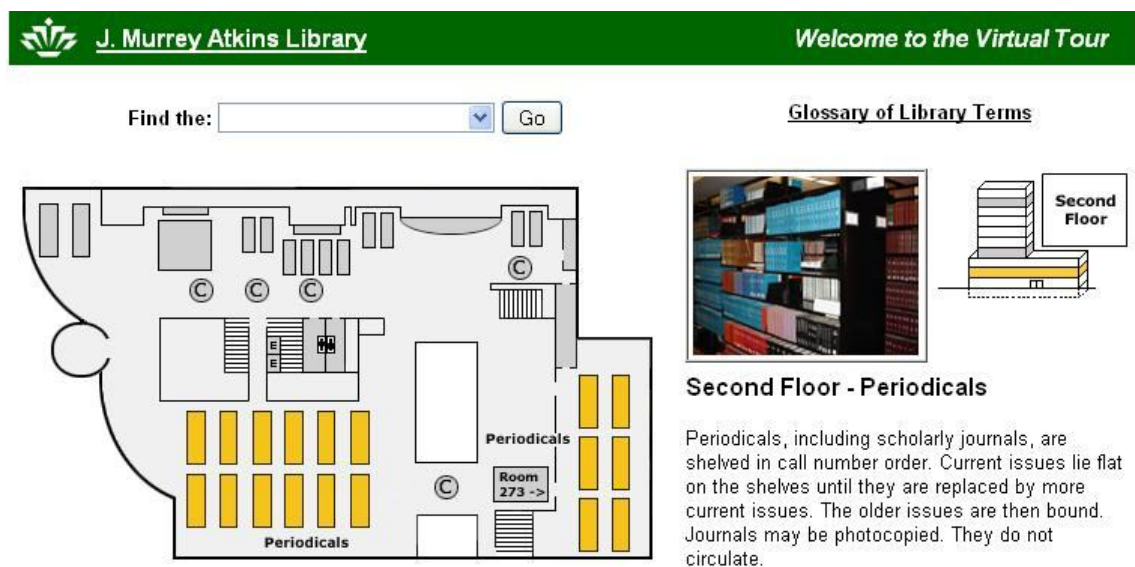 J. Murrey Atkins Library
Welcome to the Virtual Tour
Find the:
Go
Glossary of Library Terms
Second
Floor
C
C
C
C
E
E
Periodicals
Room
273 ->
C
Periodicals
Second Floor - Periodicals
Periodicals, including scholarly journals, are
shelved in call number order. Current issues lie flat
on the shelves until they are replaced by more
current issues. The older issues are then bound.
Journals may be photocopied. They do not
circulate.